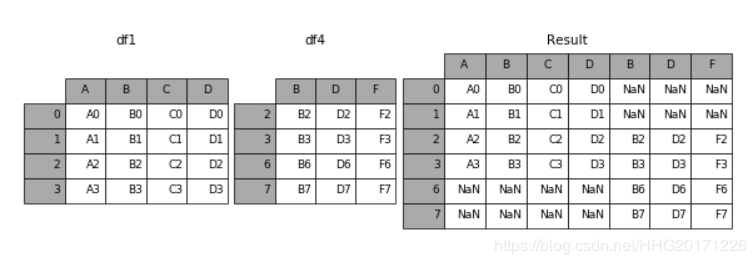 df1 df4 Result
A B C D B D F A B C D B D F
0 A0 B0 C0 D0 2 B2 D2 F2 0 A0 B0 C0 D0 NaN NaN NaN
1 A1 B1 C1 D1 3 B3 D3 F3 1 A1 B1 C1 D1 NaN NaN NaN
2 A2 B2 C2 D2 6 B6 D6 F6 2 A2 B2 C2 D2 B2 D2 F2
3 A3 B3 C3 D3 7 B7 D7 F7 3 A3 B3 C3 D3 B3 D3 F3
6 NaN NaN NaN NaN B6 D6 F6
7 NaN NaN NaN NaN B7 D7 F7
https://blog.csdn.net/HHG20171226